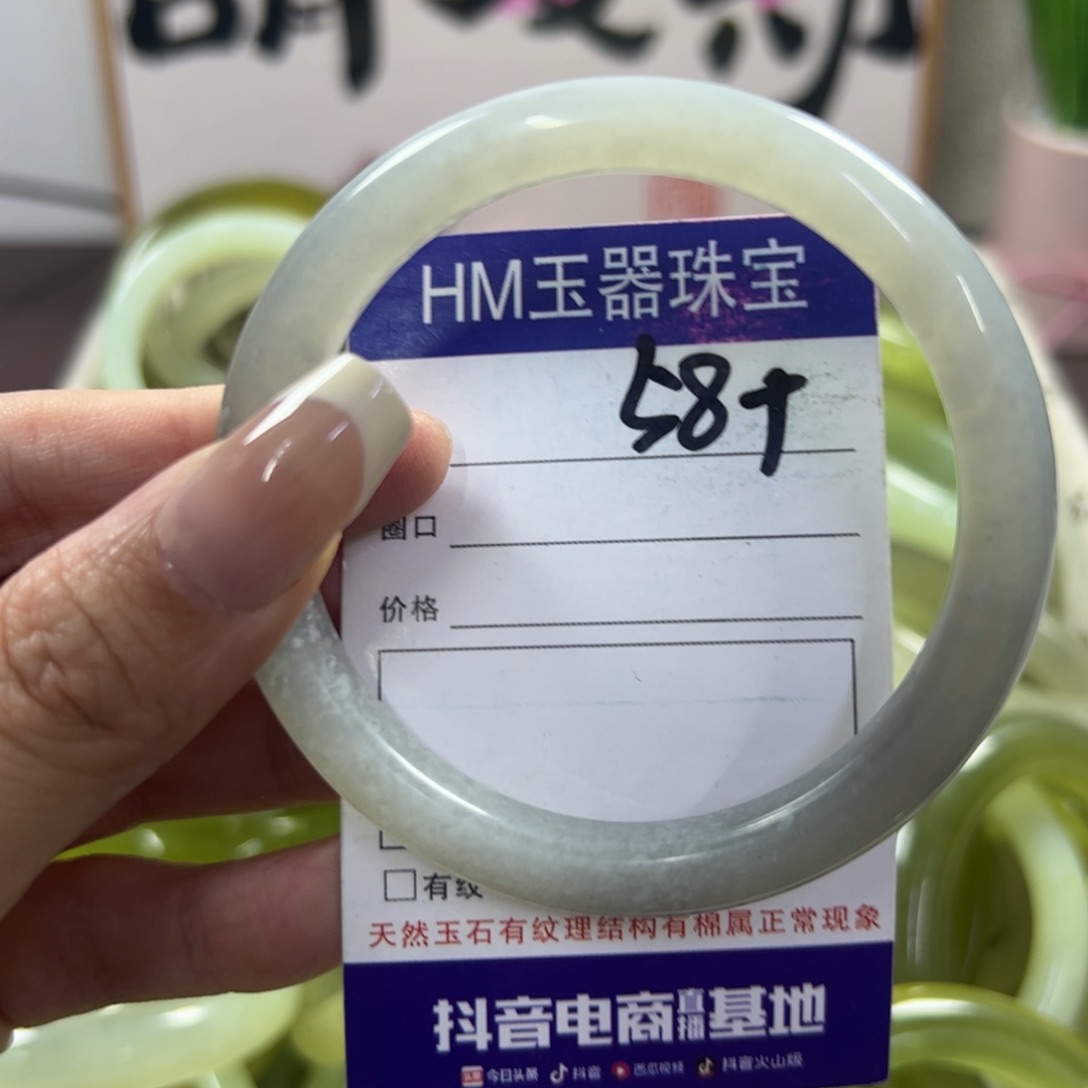 HM玉器珠宝
58+
圈口
价格
有纹
天然玉石有纹理结构有棉属正常现象
抖音电商直播基地
头条 今日头条 抖音 西瓜视频 抖音火山版